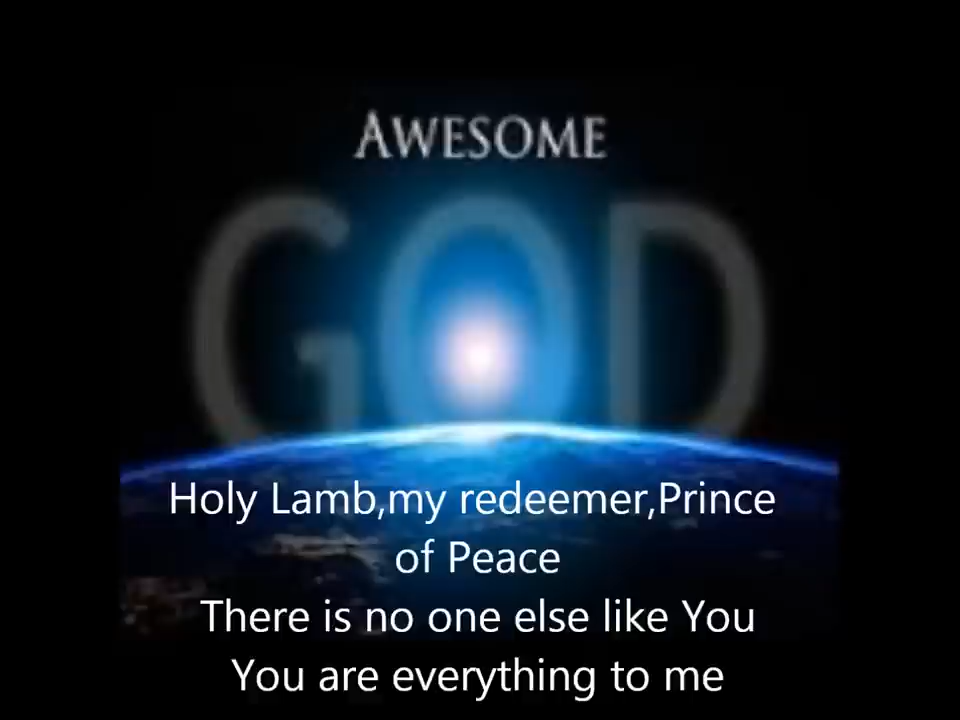 AWESOME
GOD
Holy Lamb,my redeemer,Prince
of Peace
There is no one else like You
You are everything to me